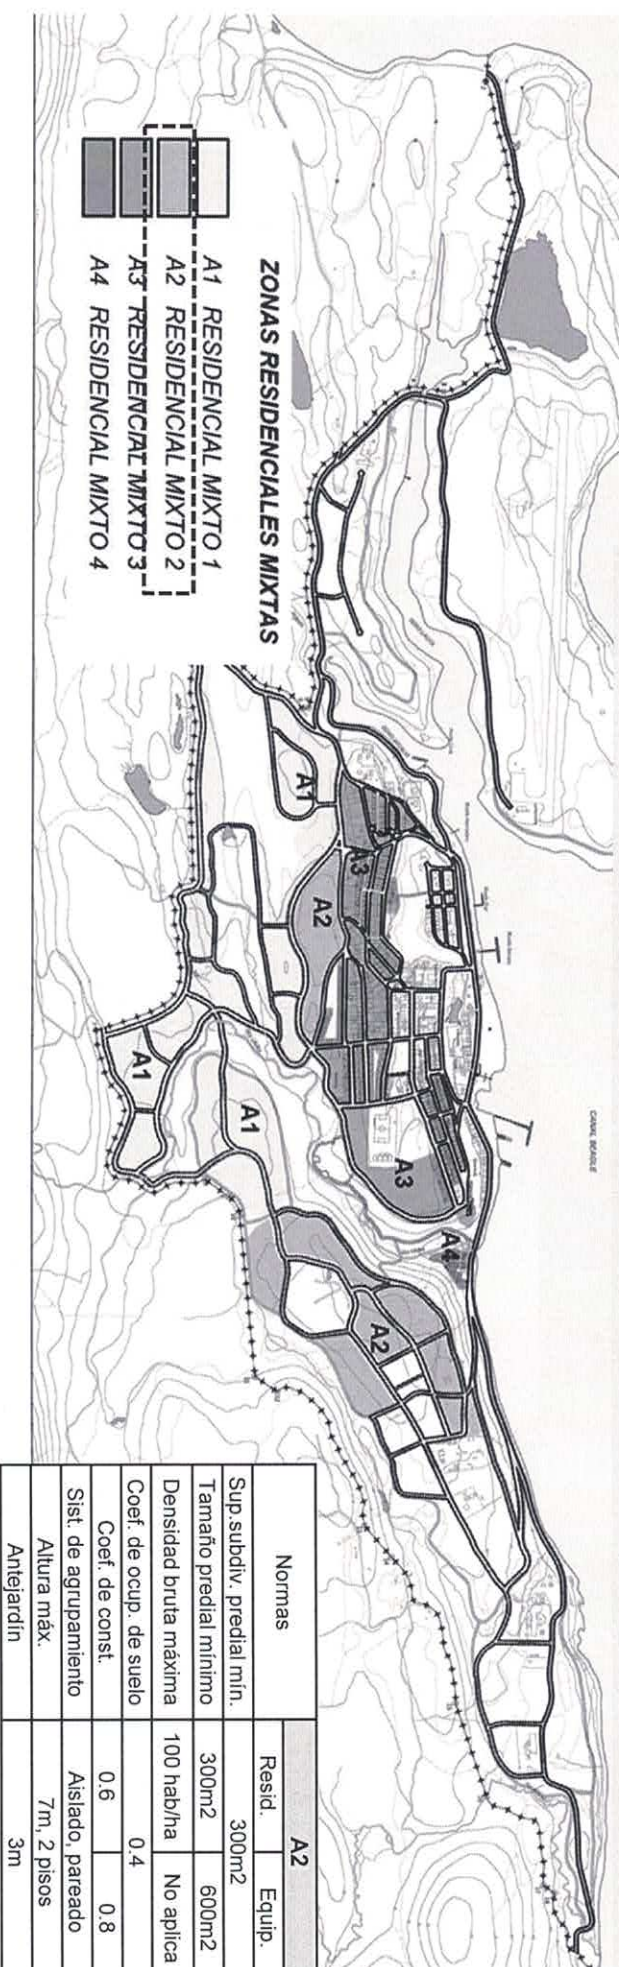 ZONAS RESIDENCIALES MIXTAS
A1 RESIDENCIAL MIXTO 1
A2 RESIDENCIAL MIXTO 2
A3 RESIDENCIAL MIXTO 3
A4 RESIDENCIAL MIXTO 4
CANAL BEAGLE
A1
A3
A2
A1
A1
A3
A4
A2
Normas A2
Resid. Equip.
Sup.subdiv. predial mín. 300m2
Tamaño predial mínimo 300m2 600m2
Densidad bruta máxima 100 hab/ha No aplica
Coef. de ocup. de suelo 0.4
Coef. de const. 0.6 0.8
Sist. de agrupamiento Aislado, pareado
Altura máx. 7m, 2 pisos
Antejardín 3m